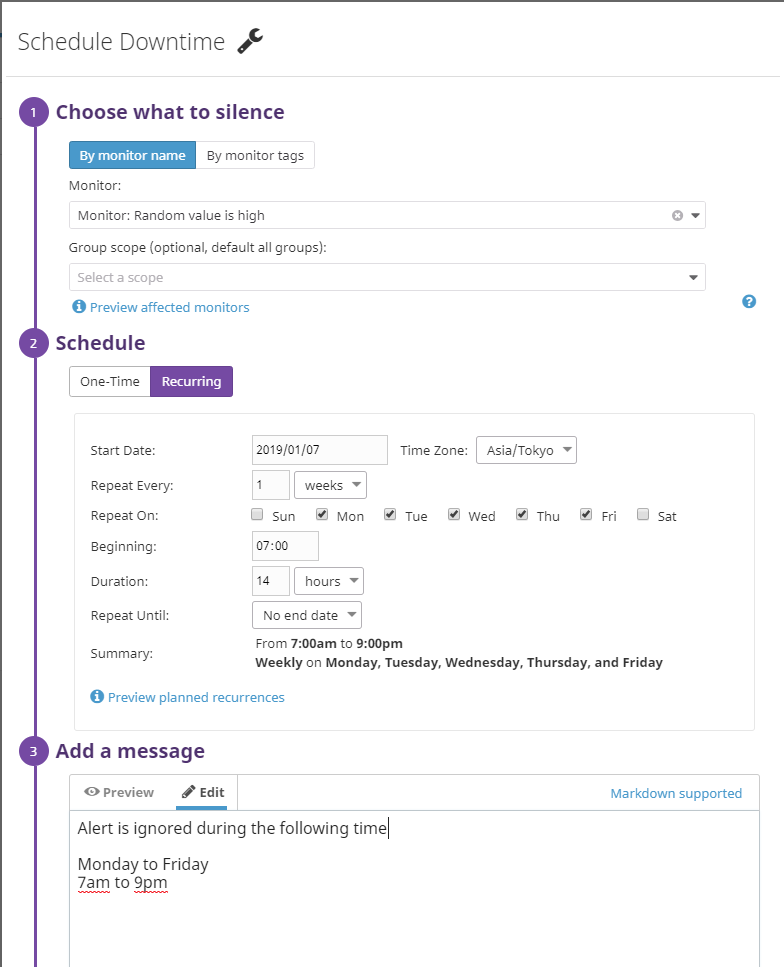 Schedule Downtime
1 Choose what to silence
By monitor name By monitor tags
Monitor:
Monitor: Random value is high
Group scope (optional, default all groups):
Select a scope
Preview affected monitors ?
2 Schedule
One-Time Recurring
Start Date: 2019/01/07 Time Zone: Asia/Tokyo
Repeat Every: 1 weeks
Repeat On: Sun Mon Tue Wed Thu Fri Sat
Beginning: 07:00
Duration: 14 hours
Repeat Until: No end date
Summary: From 7:00am to 9:00pm
Weekly on Monday, Tuesday, Wednesday, Thursday, and Friday
Preview planned recurrences
3 Add a message
Preview Edit Markdown supported
Alert is ignored during the following time
Monday to Friday
7am to 9pm